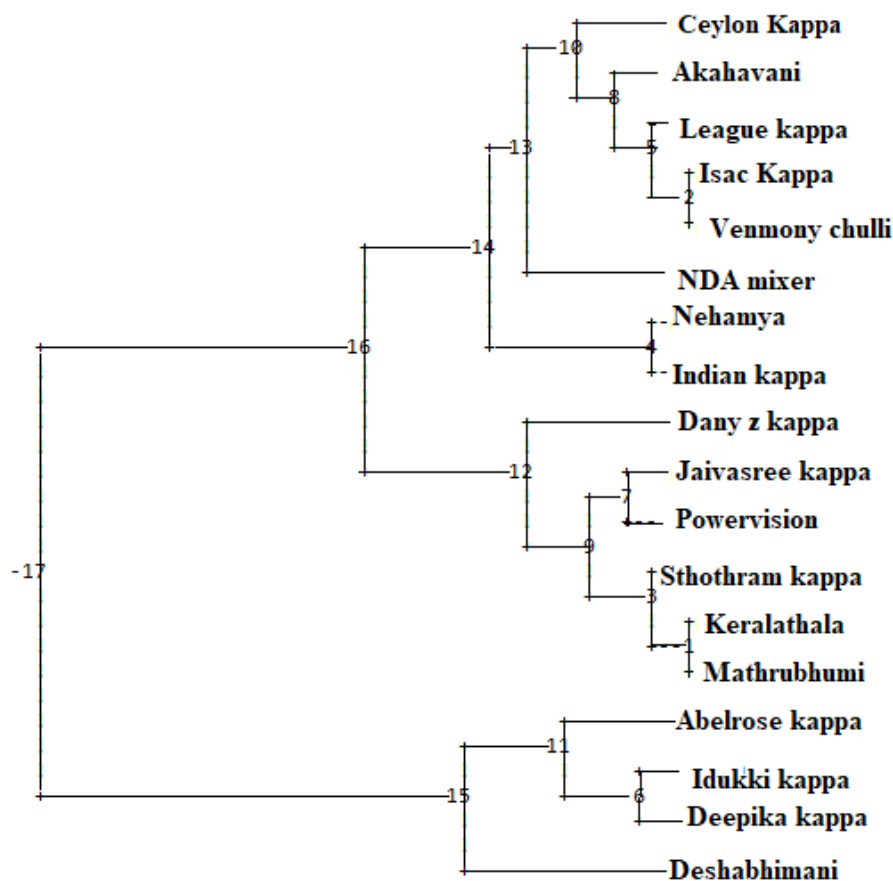 Ceylon Kappa
10
Akahavani
8
League kappa
13
5
Isac Kappa
2
Venmony chulli
14
NDA mixer
Nehamya
16
4
Indian kappa
Dany z kappa
12
Jaivasree kappa
7
Powervision
9
-17
Sthothram kappa
3
Keralathala
1
Mathrubhumi
Abelrose kappa
11
Idukki kappa
15
6
Deepika kappa
Deshabhimani